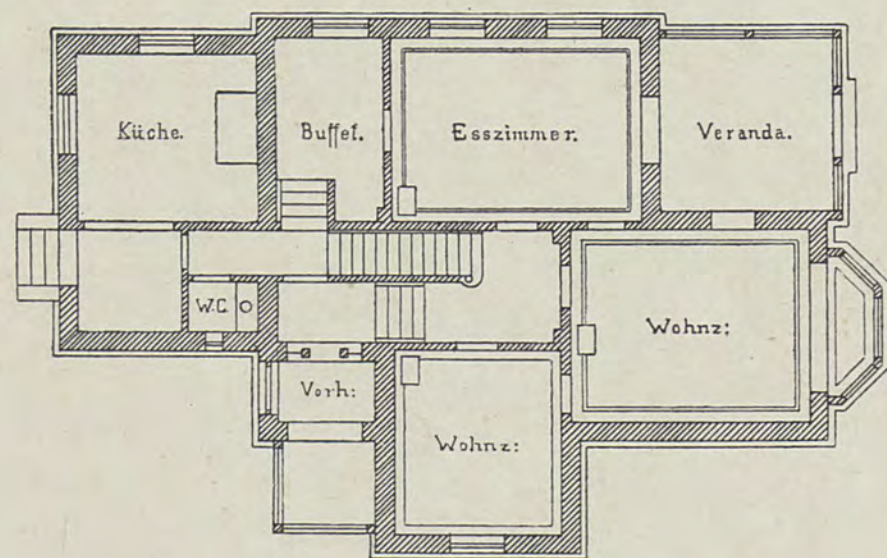 Küche.
Buffet.
Esszimmer.
Veranda.
W.C.
Wohnz:
Vorh:
Wohnz: